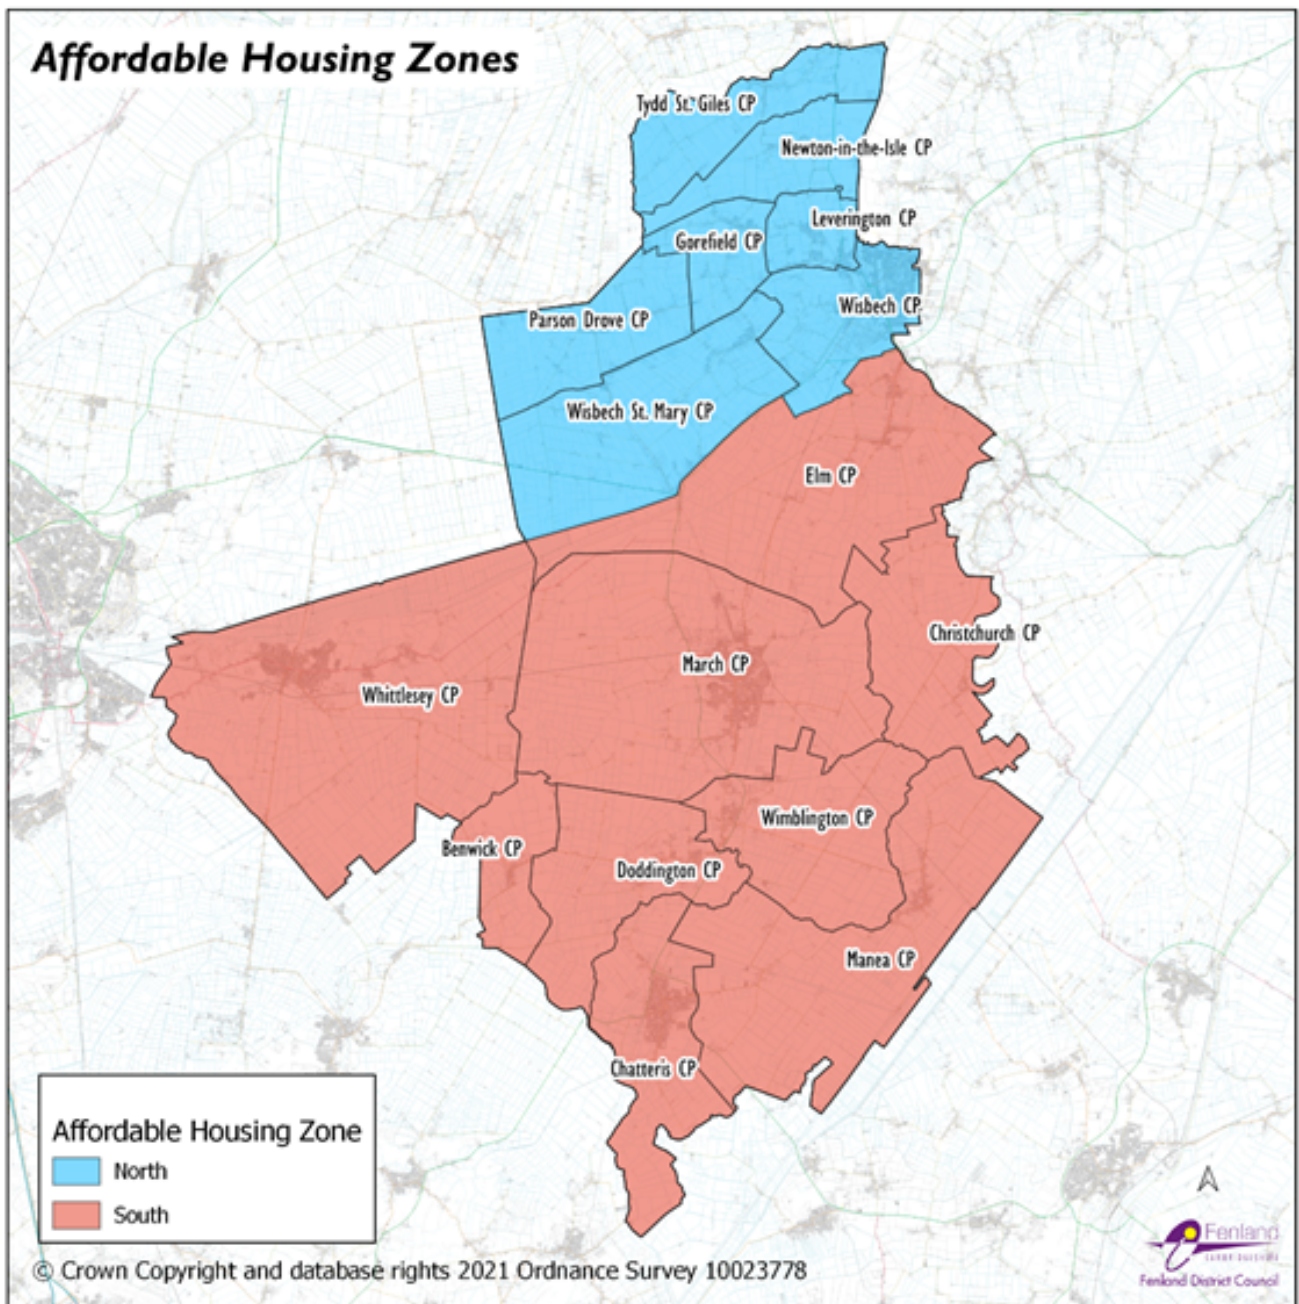 Affordable Housing Zones
Tydd St. Giles CP
Newton-in-the-Isle CP
Leverington CP
Gorefield CP
Wisbech CP
Parson Drove CP
Wisbech St. Mary CP
Elm CP
Christchurch CP
March CP
Whittlesey CP
Wimblington CP
Benwick CP
Doddington CP
Manea CP
Chatteris CP
Affordable Housing Zone
North
South
© Crown Copyright and database rights 2021 Ordnance Survey 10023778
Fenland
Fenland District Council